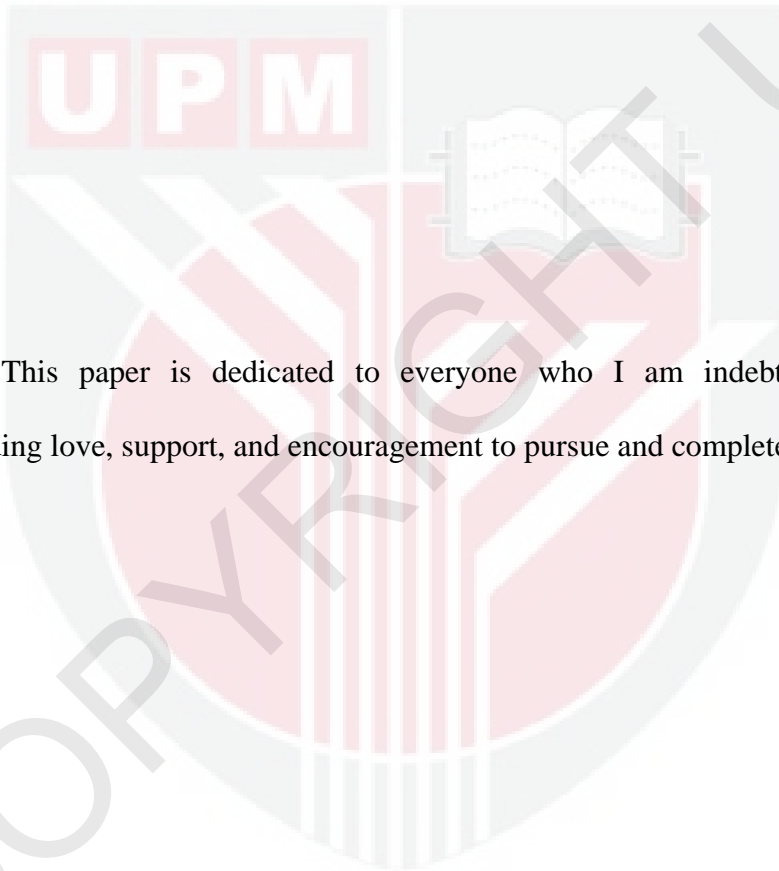 UPM
This paper is dedicated to everyone who I am indebt
ing love, support, and encouragement to pursue and complete
OPYRIGHT U